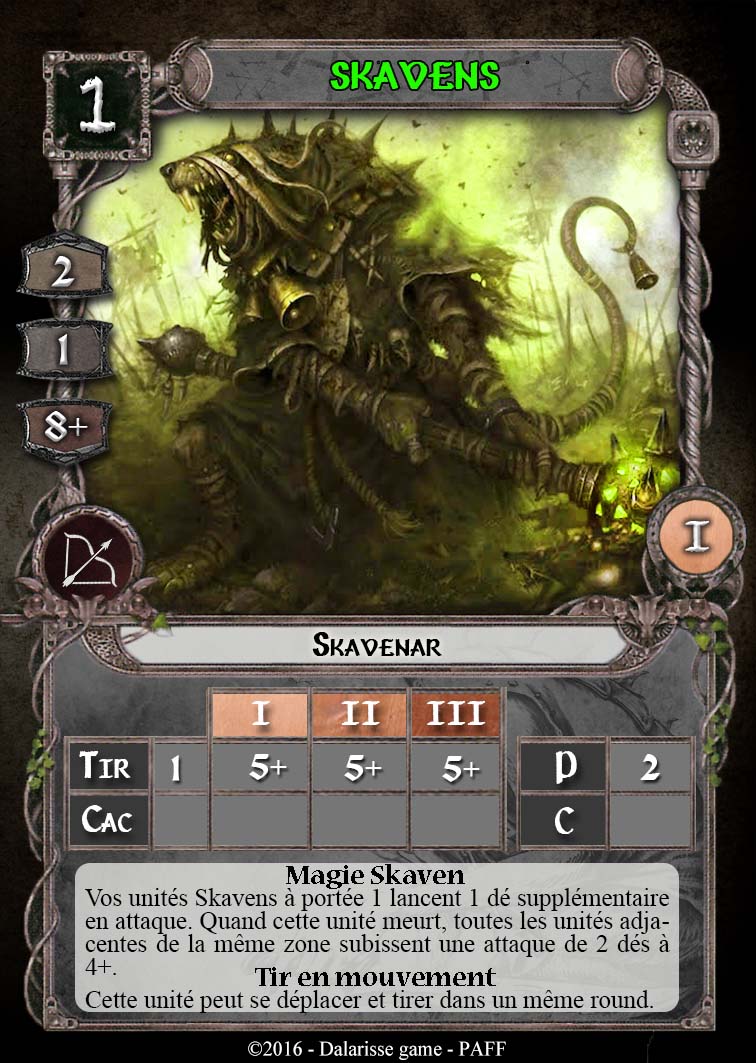 SKAVENS
1
2
1
8+
I
SKAVENAR
I II III
TIR 1 5+ 5+ 5+ P 2
CAC C
Magie Skaven
Vos unités Skavens à portée 1 lancent 1 dé supplémentaire
en attaque. Quand cette unité meurt, toutes les unités adja-
centes de la même zone subissent une attaque de 2 dés à
4+.
Tir en mouvement
Cette unité peut se déplacer et tirer dans un même round.
©2016 - Dalarisse game - PAFF